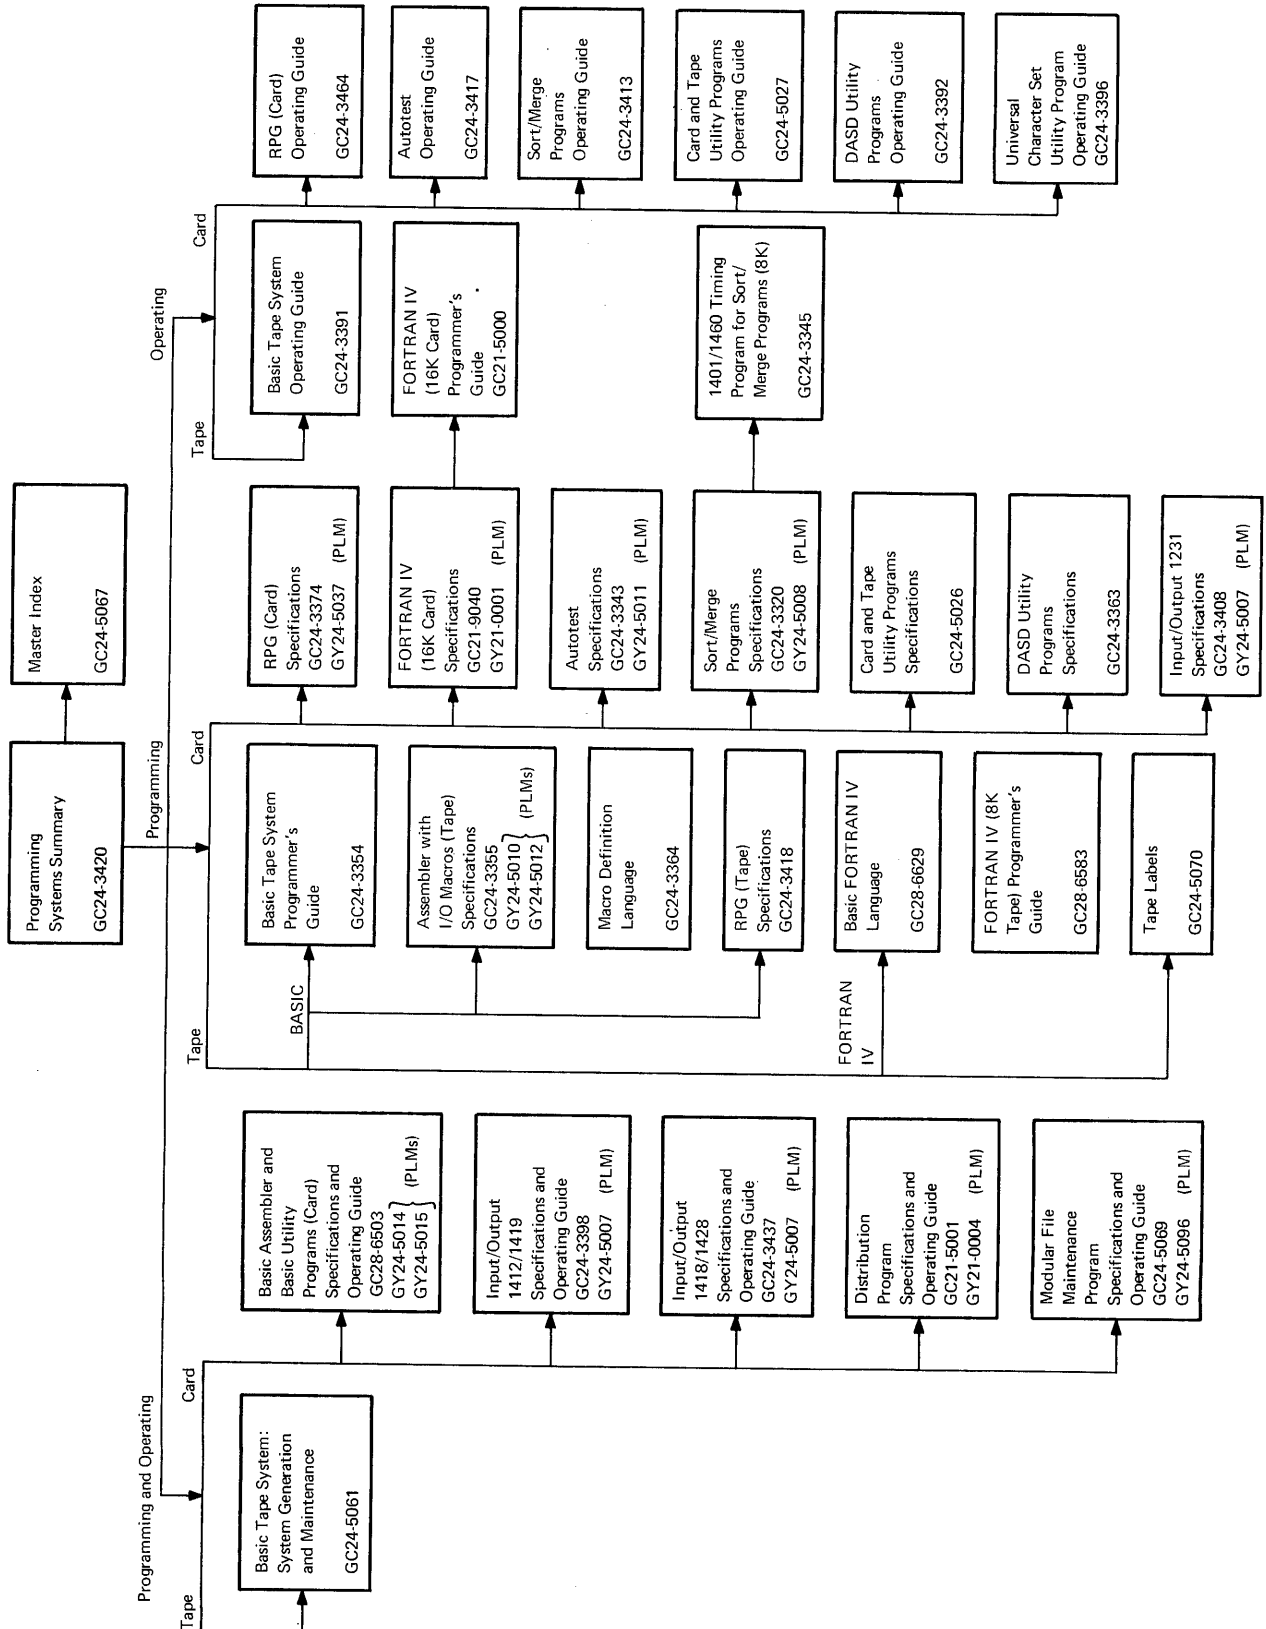 Programming
Systems Summary
GC24-3420
Master Index
GC24-5067
Programming and Operating
Programming
Operating
Tape
Card
Basic Tape System:
System Generation
and Maintenance
GC24-5061
Basic Assembler and
Basic Utility
Programs (Card)
Specifications and
Operating Guide
GC28-6503
GY24-5014
GY24-5015 } (PLMs)
Input/Output
1412/1419
Specifications and
Operating Guide
GC24-3398
GY24-5007 (PLM)
Input/Output
1418/1428
Specifications and
Operating Guide
GC24-3437
GY24-5007 (PLM)
Distribution
Program
Specifications and
Operating Guide
GC21-5001
GY21-0004 (PLM)
Modular File
Maintenance
Program
Specifications and
Operating Guide
GC24-5069
GY24-5096 (PLM)
Tape
Card
BASIC
Basic Tape System
Programmer's
Guide
GC24-3354
Assembler with
I/O Macros (Tape)
Specifications
GC24-3355
GY24-5010
GY24-5012 } (PLMs)
Macro Definition
Language
GC24-3364
RPG (Tape)
Specifications
GC24-3418
FORTRAN
IV
Basic FORTRAN IV
Language
GC28-6629
FORTRAN IV (8K
Tape) Programmer's
Guide
GC28-6583
Tape Labels
GC24-5070
RPG (Card)
Specifications
GC24-3374
GY24-5037 (PLM)
FORTRAN IV
(16K Card)
Specifications
GC21-9040
GY21-0001 (PLM)
Autotest
Specifications
GC24-3343
GY24-5011 (PLM)
Sort/Merge
Programs
Specifications
GC24-3320
GY24-5008 (PLM)
Card and Tape
Utility Programs
Specifications
GC24-5026
DASD Utility
Programs
Specifications
GC24-3363
Input/Output 1231
Specifications
GC24-3408
GY24-5007 (PLM)
Tape
Card
Basic Tape System
Operating Guide
GC24-3391
FORTRAN IV
(16K Card)
Programmer's
Guide
GC21-5000
1401/1460 Timing
Program for Sort/
Merge Programs (8K)
GC24-3345
RPG (Card)
Operating Guide
GC24-3464
Autotest
Operating Guide
GC24-3417
Sort/Merge
Programs
Operating Guide
GC24-3413
Card and Tape
Utility Programs
Operating Guide
GC24-5027
DASD Utility
Programs
Operating Guide
GC24-3392
Universal
Character Set
Utility Program
Operating Guide
GC24-3396